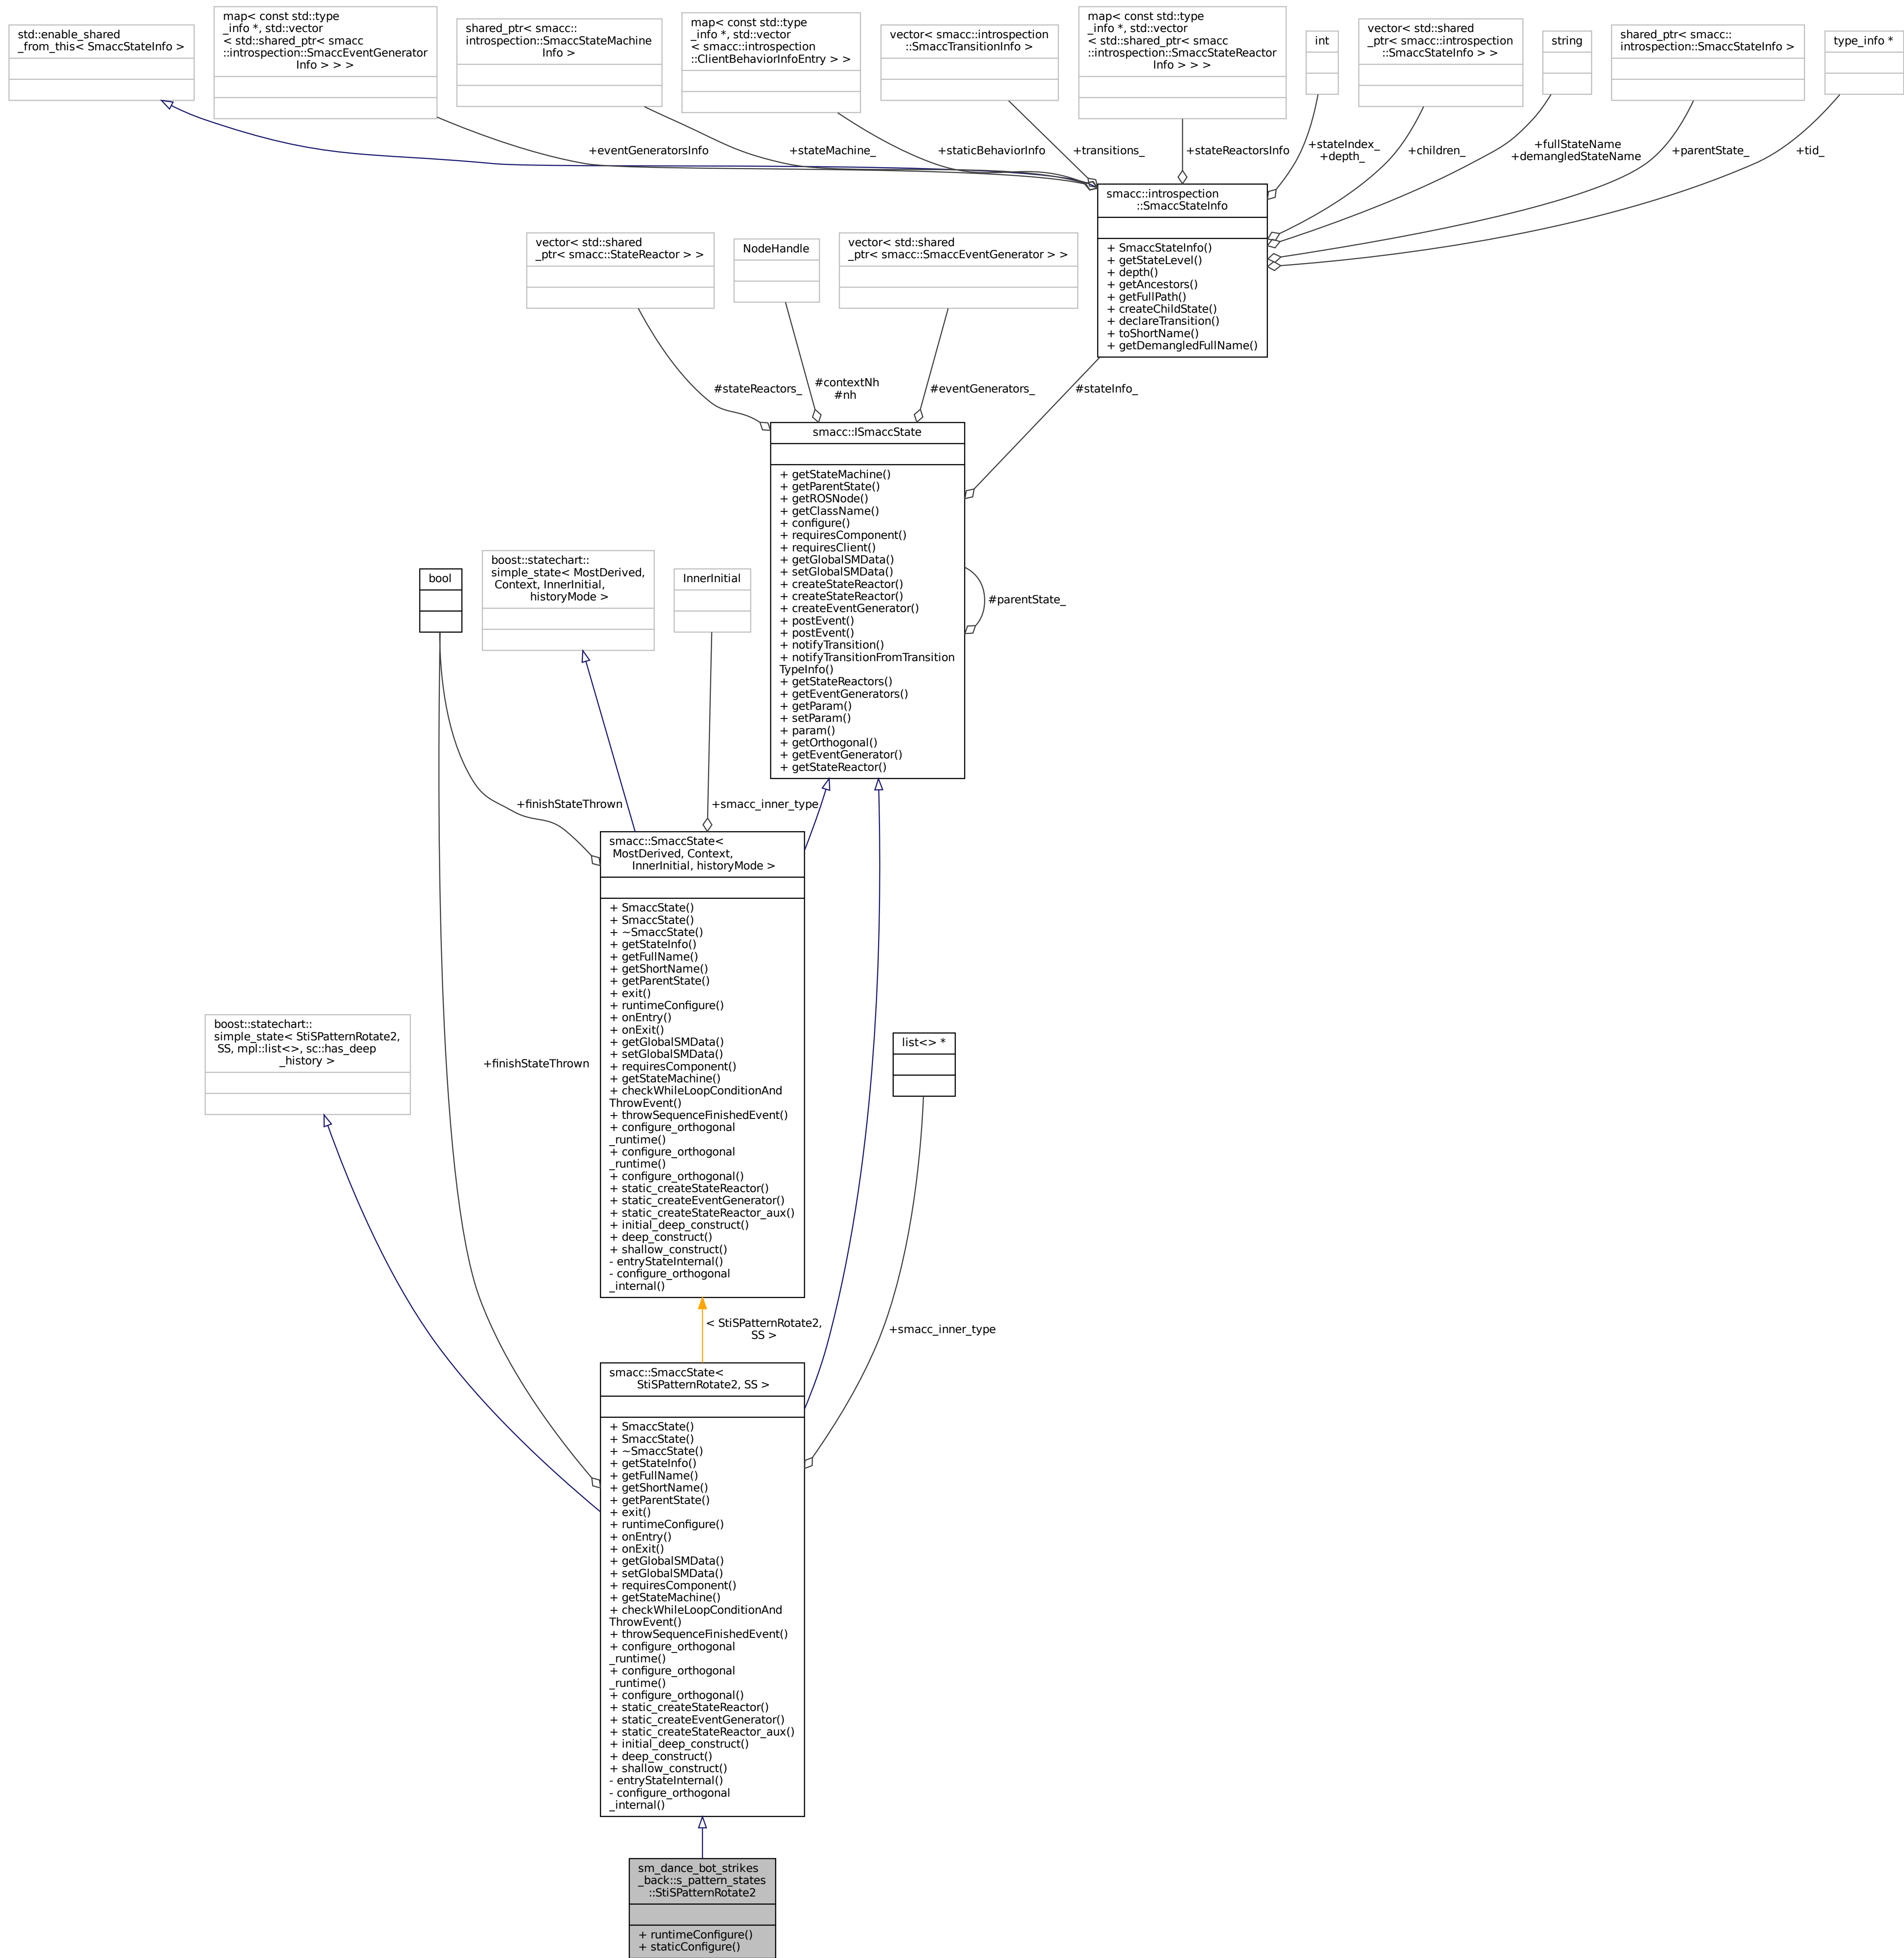 std::enable_shared
_from_this< SmaccStateInfo >
map< const std::type
_info *, std::vector
< std::shared_ptr< smacc
::introspection::SmaccEventGenerator
Info > > >
shared_ptr< smacc::
introspection::SmaccStateMachine
Info >
map< const std::type
_info *, std::vector
< smacc::introspection
::ClientBehaviorInfoEntry > >
vector< smacc::introspection
::SmaccTransitionInfo >
map< const std::type
_info *, std::vector
< std::shared_ptr< smacc
::introspection::SmaccStateReactor
Info > > >
int
vector< std::shared
_ptr< smacc::introspection
::SmaccStateInfo > >
string
shared_ptr< smacc::
introspection::SmaccStateInfo >
type_info *
+eventGeneratorsInfo
+stateMachine_
+staticBehaviorInfo
+transitions_
+stateReactorsInfo
+stateIndex_
+depth_
+children_
+fullStateName
+demangledStateName
+parentState_
+tid_
smacc::introspection
::SmaccStateInfo
+ SmaccStateInfo()
+ getStateLevel()
+ depth()
+ getAncestors()
+ getFullPath()
+ createChildState()
+ declareTransition()
+ toShortName()
+ getDemangledFullName()
vector< std::shared
_ptr< smacc::StateReactor > >
NodeHandle
vector< std::shared
_ptr< smacc::SmaccEventGenerator > >
#stateReactors_
#contextNh
#nh
#eventGenerators_
#stateInfo_
smacc::ISmaccState
+ getStateMachine()
+ getParentState()
+ getROSNode()
+ getClassName()
+ configure()
+ requiresComponent()
+ requiresClient()
+ getGlobalSMData()
+ setGlobalSMData()
+ createStateReactor()
+ createStateReactor()
+ createEventGenerator()
+ postEvent()
+ postEvent()
+ notifyTransition()
+ notifyTransitionFromTransition
TypeInfo()
+ getStateReactors()
+ getEventGenerators()
+ getParam()
+ setParam()
+ param()
+ getOrthogonal()
+ getEventGenerator()
+ getStateReactor()
#parentState_
bool
boost::statechart::
simple_state< MostDerived,
Context, InnerInitial,
historyMode >
InnerInitial
+finishStateThrown
+smacc_inner_type
smacc::SmaccState<
MostDerived, Context,
InnerInitial, historyMode >
+ SmaccState()
+ SmaccState()
+ ~SmaccState()
+ getStateInfo()
+ getFullName()
+ getShortName()
+ getParentState()
+ exit()
+ runtimeConfigure()
+ onEntry()
+ onExit()
+ getGlobalSMData()
+ setGlobalSMData()
+ requiresComponent()
+ getStateMachine()
+ checkWhileLoopConditionAnd
ThrowEvent()
+ throwSequenceFinishedEvent()
+ configure_orthogonal
_runtime()
+ configure_orthogonal
_runtime()
+ configure_orthogonal()
+ static_createStateReactor()
+ static_createEventGenerator()
+ static_createStateReactor_aux()
+ initial_deep_construct()
+ deep_construct()
+ shallow_construct()
- entryStateInternal()
- configure_orthogonal
_internal()
boost::statechart::
simple_state< StiSPatternRotate2,
SS, mpl::list<>, sc::has_deep
_history >
+finishStateThrown
list<> *
< StiSPatternRotate2,
SS >
+smacc_inner_type
smacc::SmaccState<
StiSPatternRotate2, SS >
+ SmaccState()
+ SmaccState()
+ ~SmaccState()
+ getStateInfo()
+ getFullName()
+ getShortName()
+ getParentState()
+ exit()
+ runtimeConfigure()
+ onEntry()
+ onExit()
+ getGlobalSMData()
+ setGlobalSMData()
+ requiresComponent()
+ getStateMachine()
+ checkWhileLoopConditionAnd
ThrowEvent()
+ throwSequenceFinishedEvent()
+ configure_orthogonal
_runtime()
+ configure_orthogonal
_runtime()
+ configure_orthogonal()
+ static_createStateReactor()
+ static_createEventGenerator()
+ static_createStateReactor_aux()
+ initial_deep_construct()
+ deep_construct()
+ shallow_construct()
- entryStateInternal()
- configure_orthogonal
_internal()
sm_dance_bot_strikes
_back::s_pattern_states
::StiSPatternRotate2
+ runtimeConfigure()
+ staticConfigure()